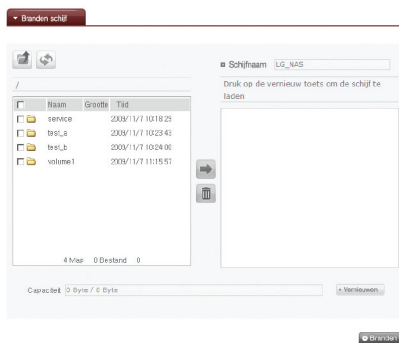 Branden schijf
Schijfnaam LG_NAS
/
Druk op de vernieuw toets om de schijf te
laden
Naam Grootte Tijd
service 2009/11/7 10:18:29
test_a 2009/11/7 10:23:43
test_b 2009/11/7 10:24:00
volume1 2009/11/7 11:15:57
4 Map 0 Bestand 0
Capaciteit 0 Byte / 0 Byte
Vernieuwen
Branden